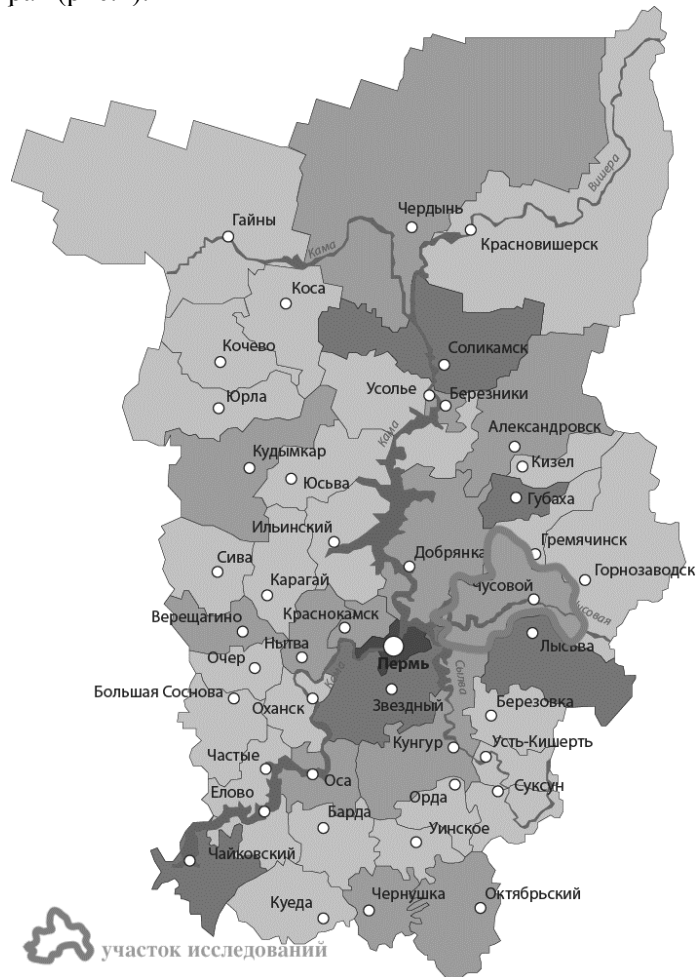 Вишера
Чердынь
Гайны
Красновишерск
Кама
Коса
Соликамск
Кочево
Усолье
Березники
Юрла
Кама
Александровск
Кудымкар
Кизел
Юсьва
Губаха
Ильинский
Гремячинск
Добрянка
Сива
Горнозаводск
Чусовой
Карагай
Краснокамск
Верещагино
Нытва
Лысьва
Очер
Пермь
Кама
Сылва
Большая Соснова
Оханск
Звездный
Березовка
Кунгур
Усть-Кишерть
Частые
Оса
Орда
Суксун
Елово
Барда
Уинское
Чайковский
Куеда
Чернушка
Октябрьский
участок исследований